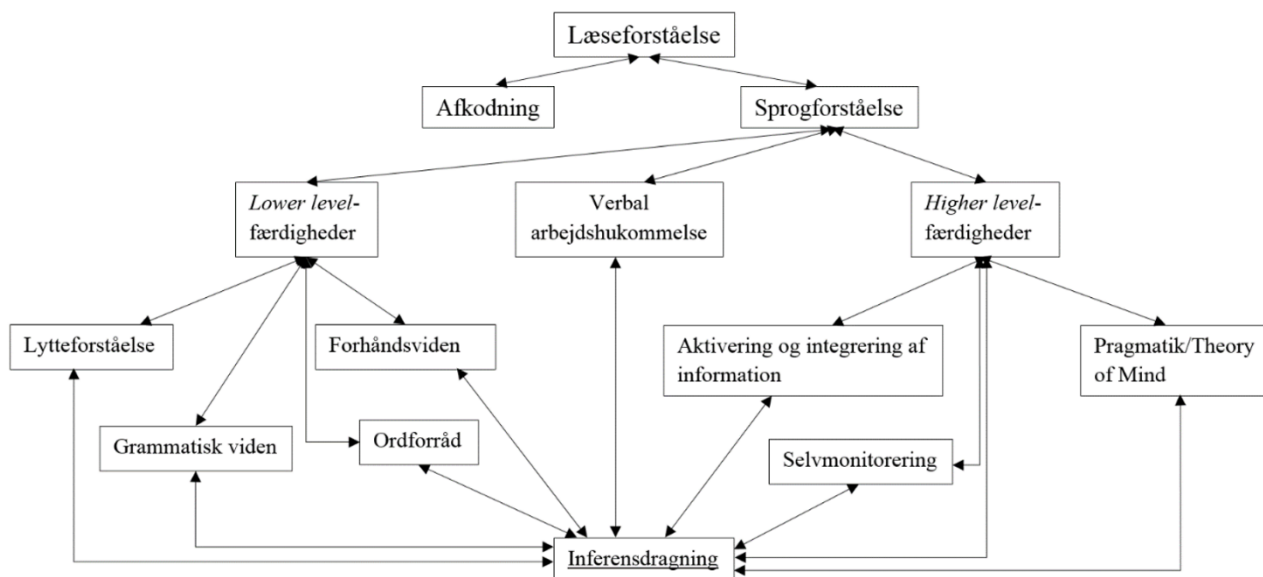 Læseforståelse
Afkodning
Sprogforståelse
Lower level-
færdigheder
Verbal
arbejdshukommelse
Higher level-
færdigheder
Lytteforståelse
Forhåndsviden
Aktivering og integrering af
information
Pragmatik/Theory
of Mind
Grammatisk viden
Ordforråd
Selvmonitorering
Inferensdragning